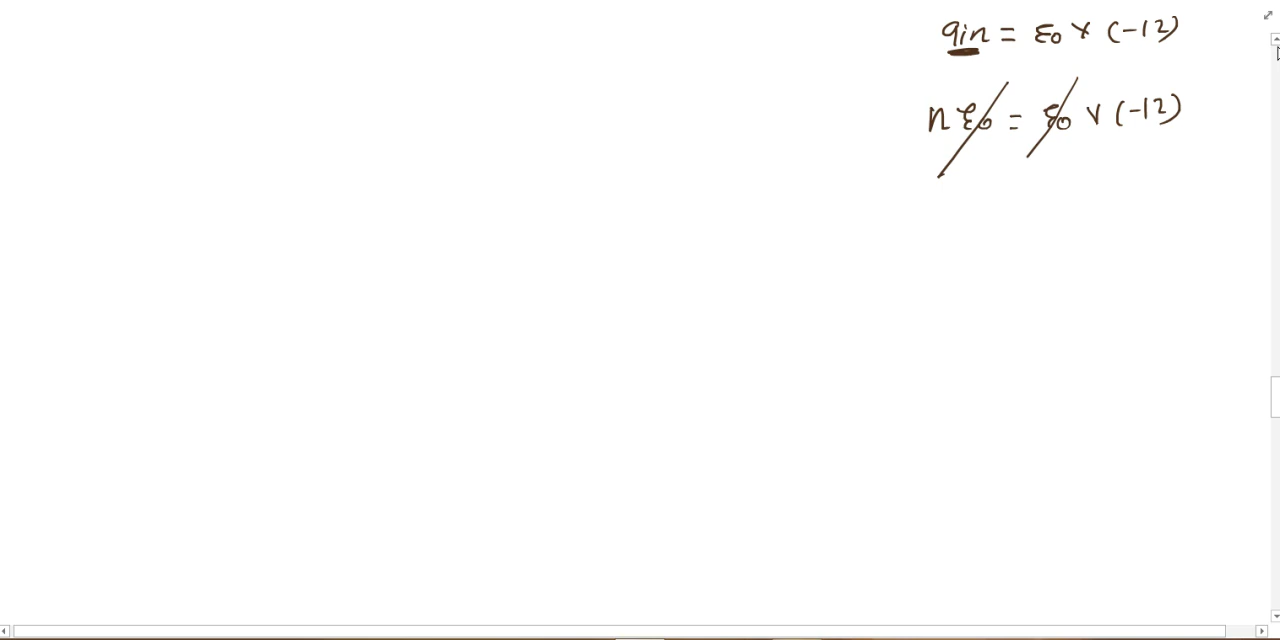 qin = ε₀ × (-12)
n ε₀ = ε₀ × (-12)